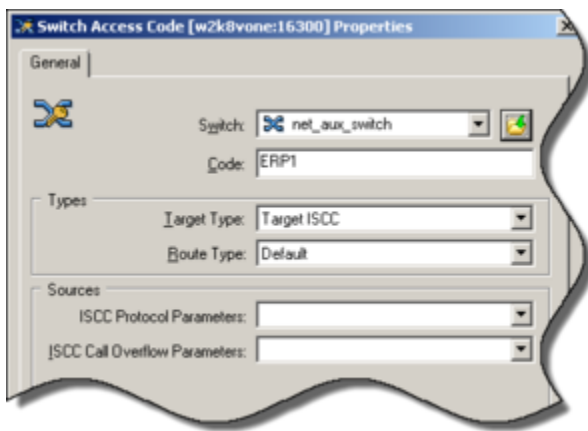 Switch Access Code [w2k8vone:16300] Properties
General
Switch: net_aux_switch
Code: ERP1
Types
Target Type: Target ISCC
Route Type: Default
Sources
ISCC Protocol Parameters:
ISCC Call Overflow Parameters: